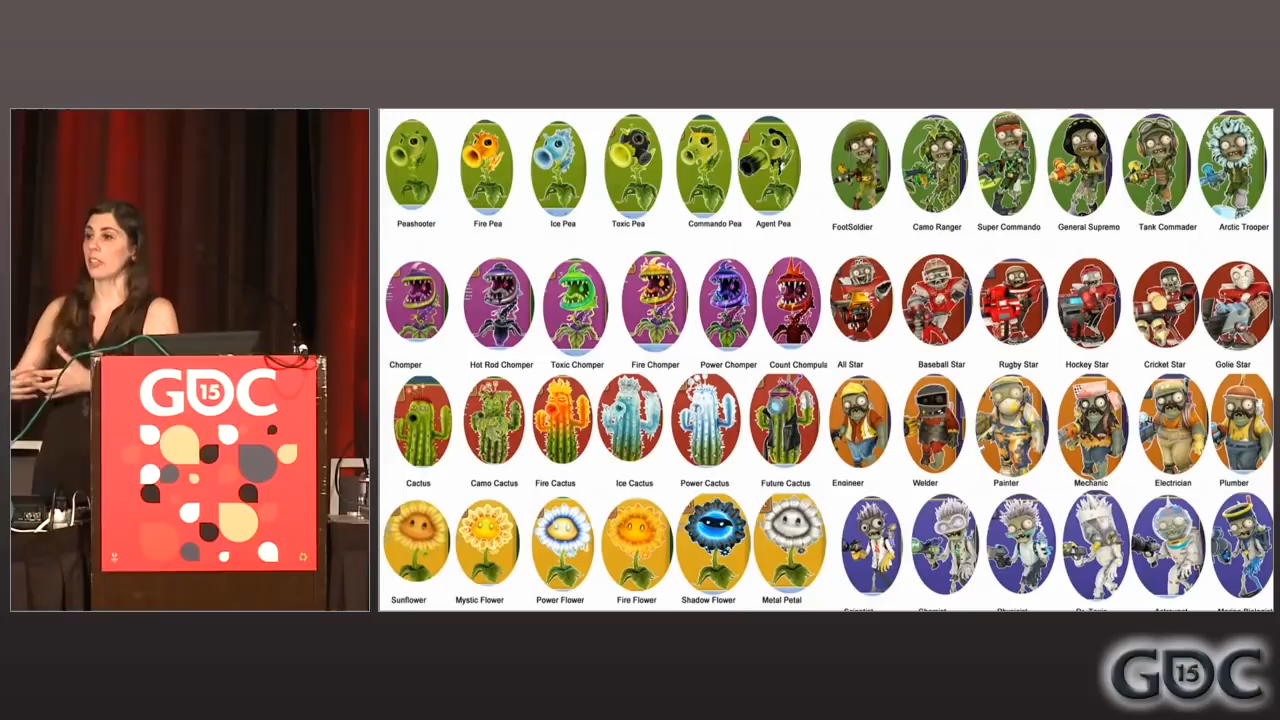 GDC 15
Peashooter Fire Pea Ice Pea Toxic Pea Commando Pea Agent Pea FootSoldier Camo Ranger Super Commando General Supremo Tank Commader Arctic Trooper
Chomper Hot Rod Chomper Toxic Chomper Fire Chomper Power Chomper Count Chompula All Star Baseball Star Rugby Star Hockey Star Cricket Star Golie Star
Cactus Camo Cactus Fire Cactus Ice Cactus Power Cactus Future Cactus Engineer Welder Painter Mechanic Electrician Plumber
Sunflower Mystic Flower Power Flower Fire Flower Shadow Flower Metal Petal
GDC 15